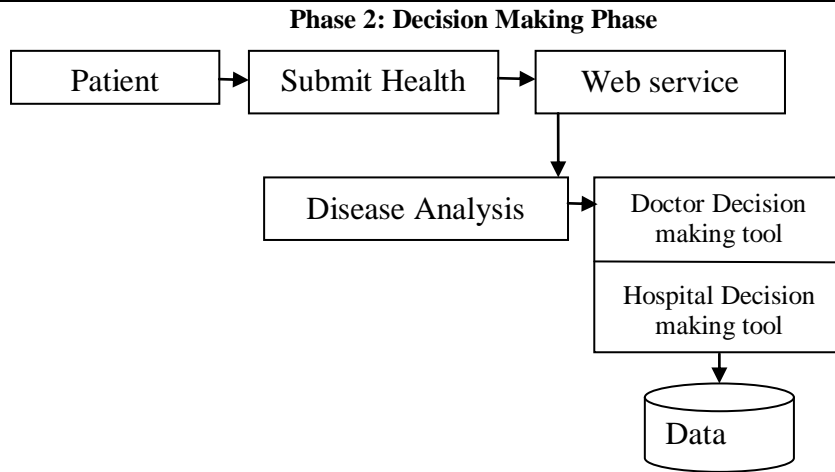 Phase 2: Decision Making Phase
Patient
Submit Health
Web service
Disease Analysis
Doctor Decision
making tool
Hospital Decision
making tool
Data